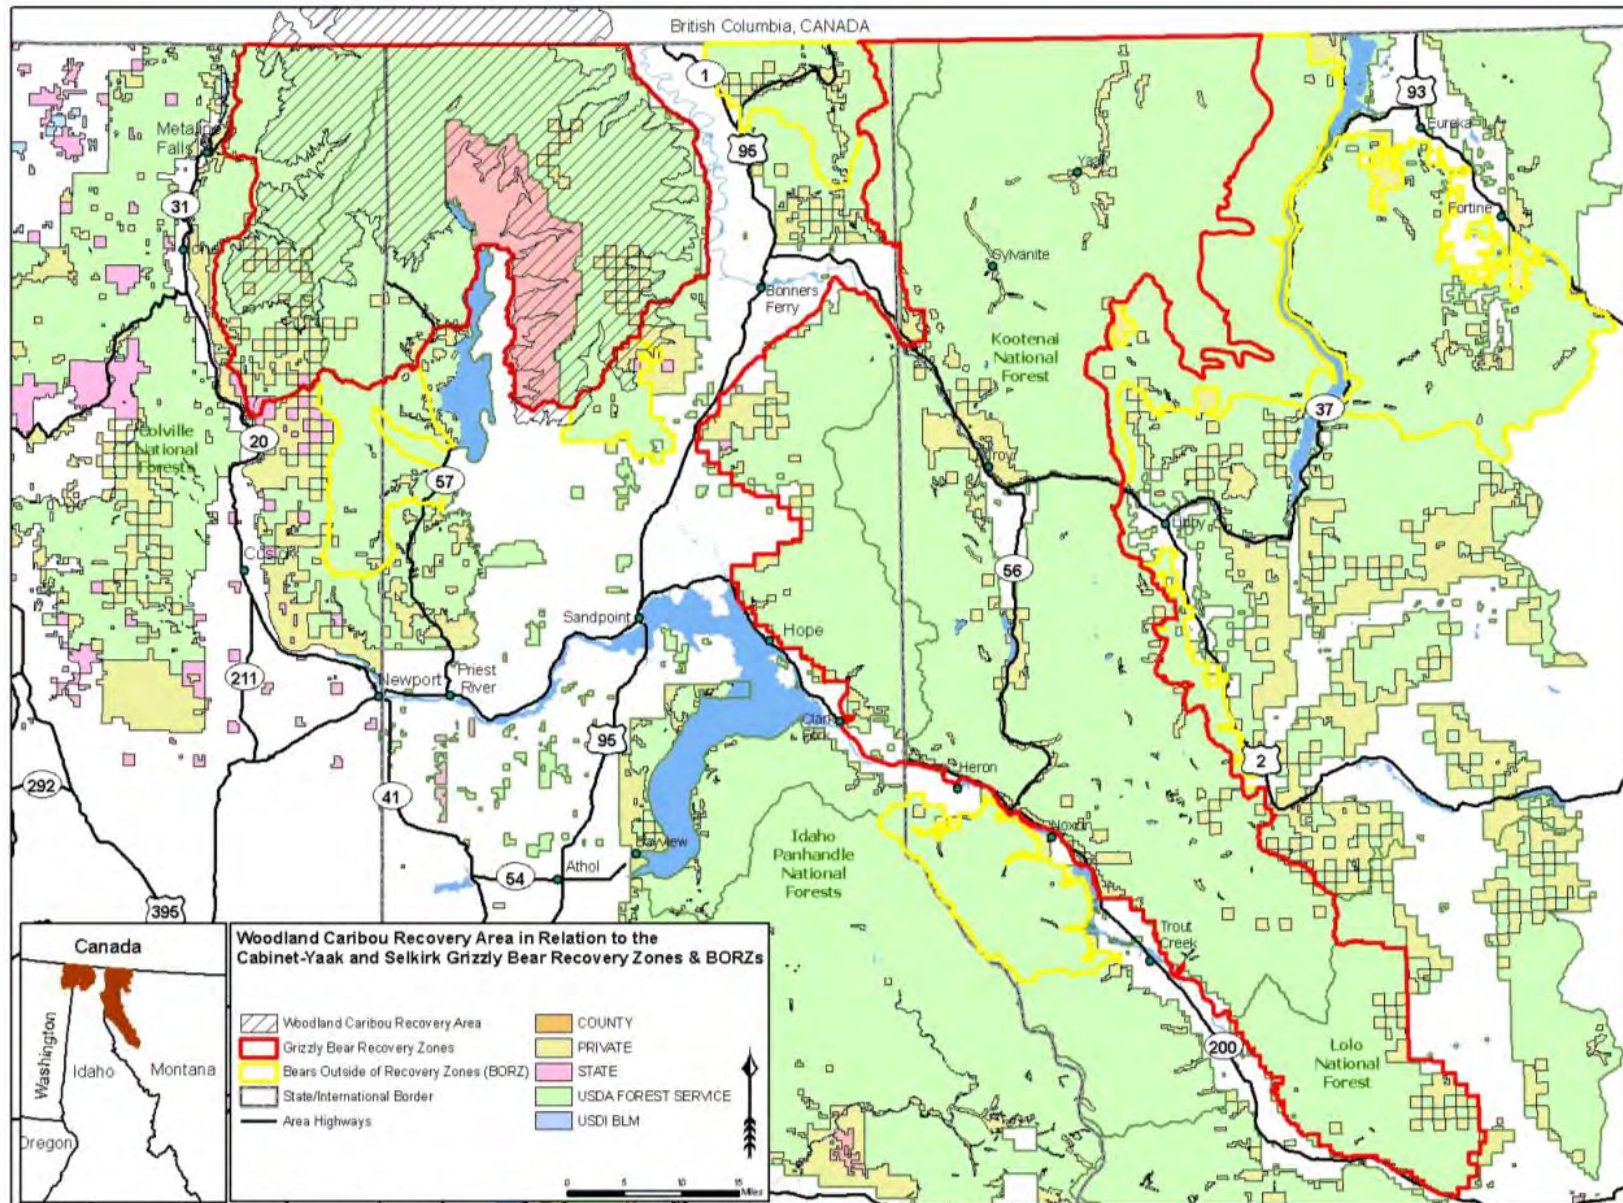 British Columbia, CANADA
1
93
Eureka
Metaline
Falls
95
Yaak
31
Fortine
Sylvanite
Bonners
Ferry
Kootenai
National
Forest
37
Colville
National
Forests
20
57
Troy
Libby
Cusick
56
Sandpoint
Hope
211
Newport
Priest
River
Clark
95
2
Heron
292
41
Noxon
Idaho
Panhandle
National
Forests
Bayview
54
Athol
395
Trout
Creek
200
Lolo
National
Forest
Canada
Washington
Idaho
Montana
Oregon
Woodland Caribou Recovery Area in Relation to the
Cabinet-Yaak and Selkirk Grizzly Bear Recovery Zones & BORZs
Woodland Caribou Recovery Area
Grizzly Bear Recovery Zones
Bears Outside of Recovery Zones (BORZ)
State/International Border
Area Highways
COUNTY
PRIVATE
STATE
USDA FOREST SERVICE
USDI BLM
0 5 10 15
Miles